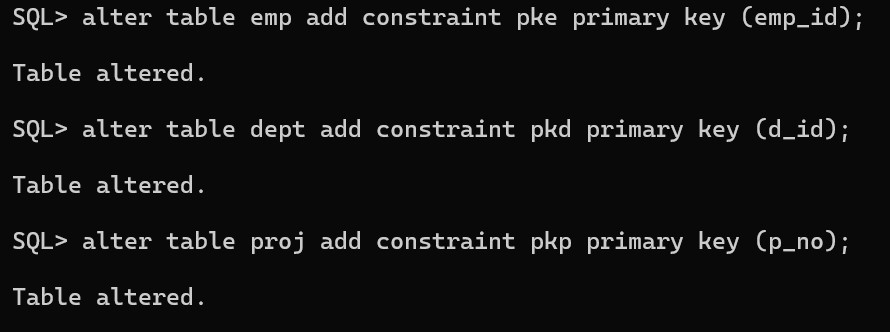 SQL> alter table emp add constraint pke primary key (emp_id);
Table altered.
SQL> alter table dept add constraint pkd primary key (d_id);
Table altered.
SQL> alter table proj add constraint pkp primary key (p_no);
Table altered.